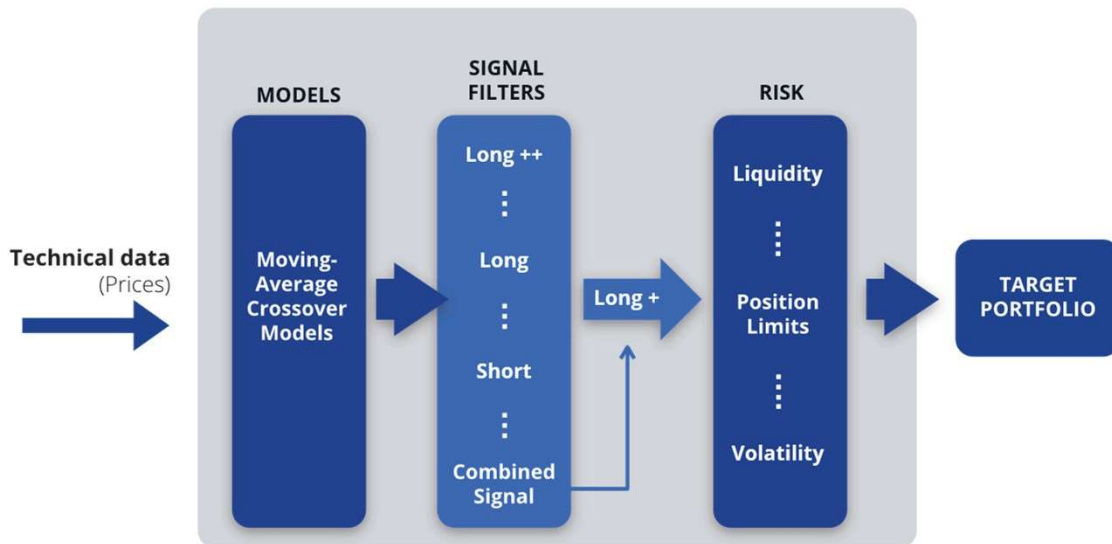 MODELS
SIGNAL
FILTERS
RISK
Technical data
(Prices)
Moving-
Average
Crossover
Models
Long ++
Long
Short
Combined
Signal
Long +
Liquidity
Position
Limits
Volatility
TARGET
PORTFOLIO